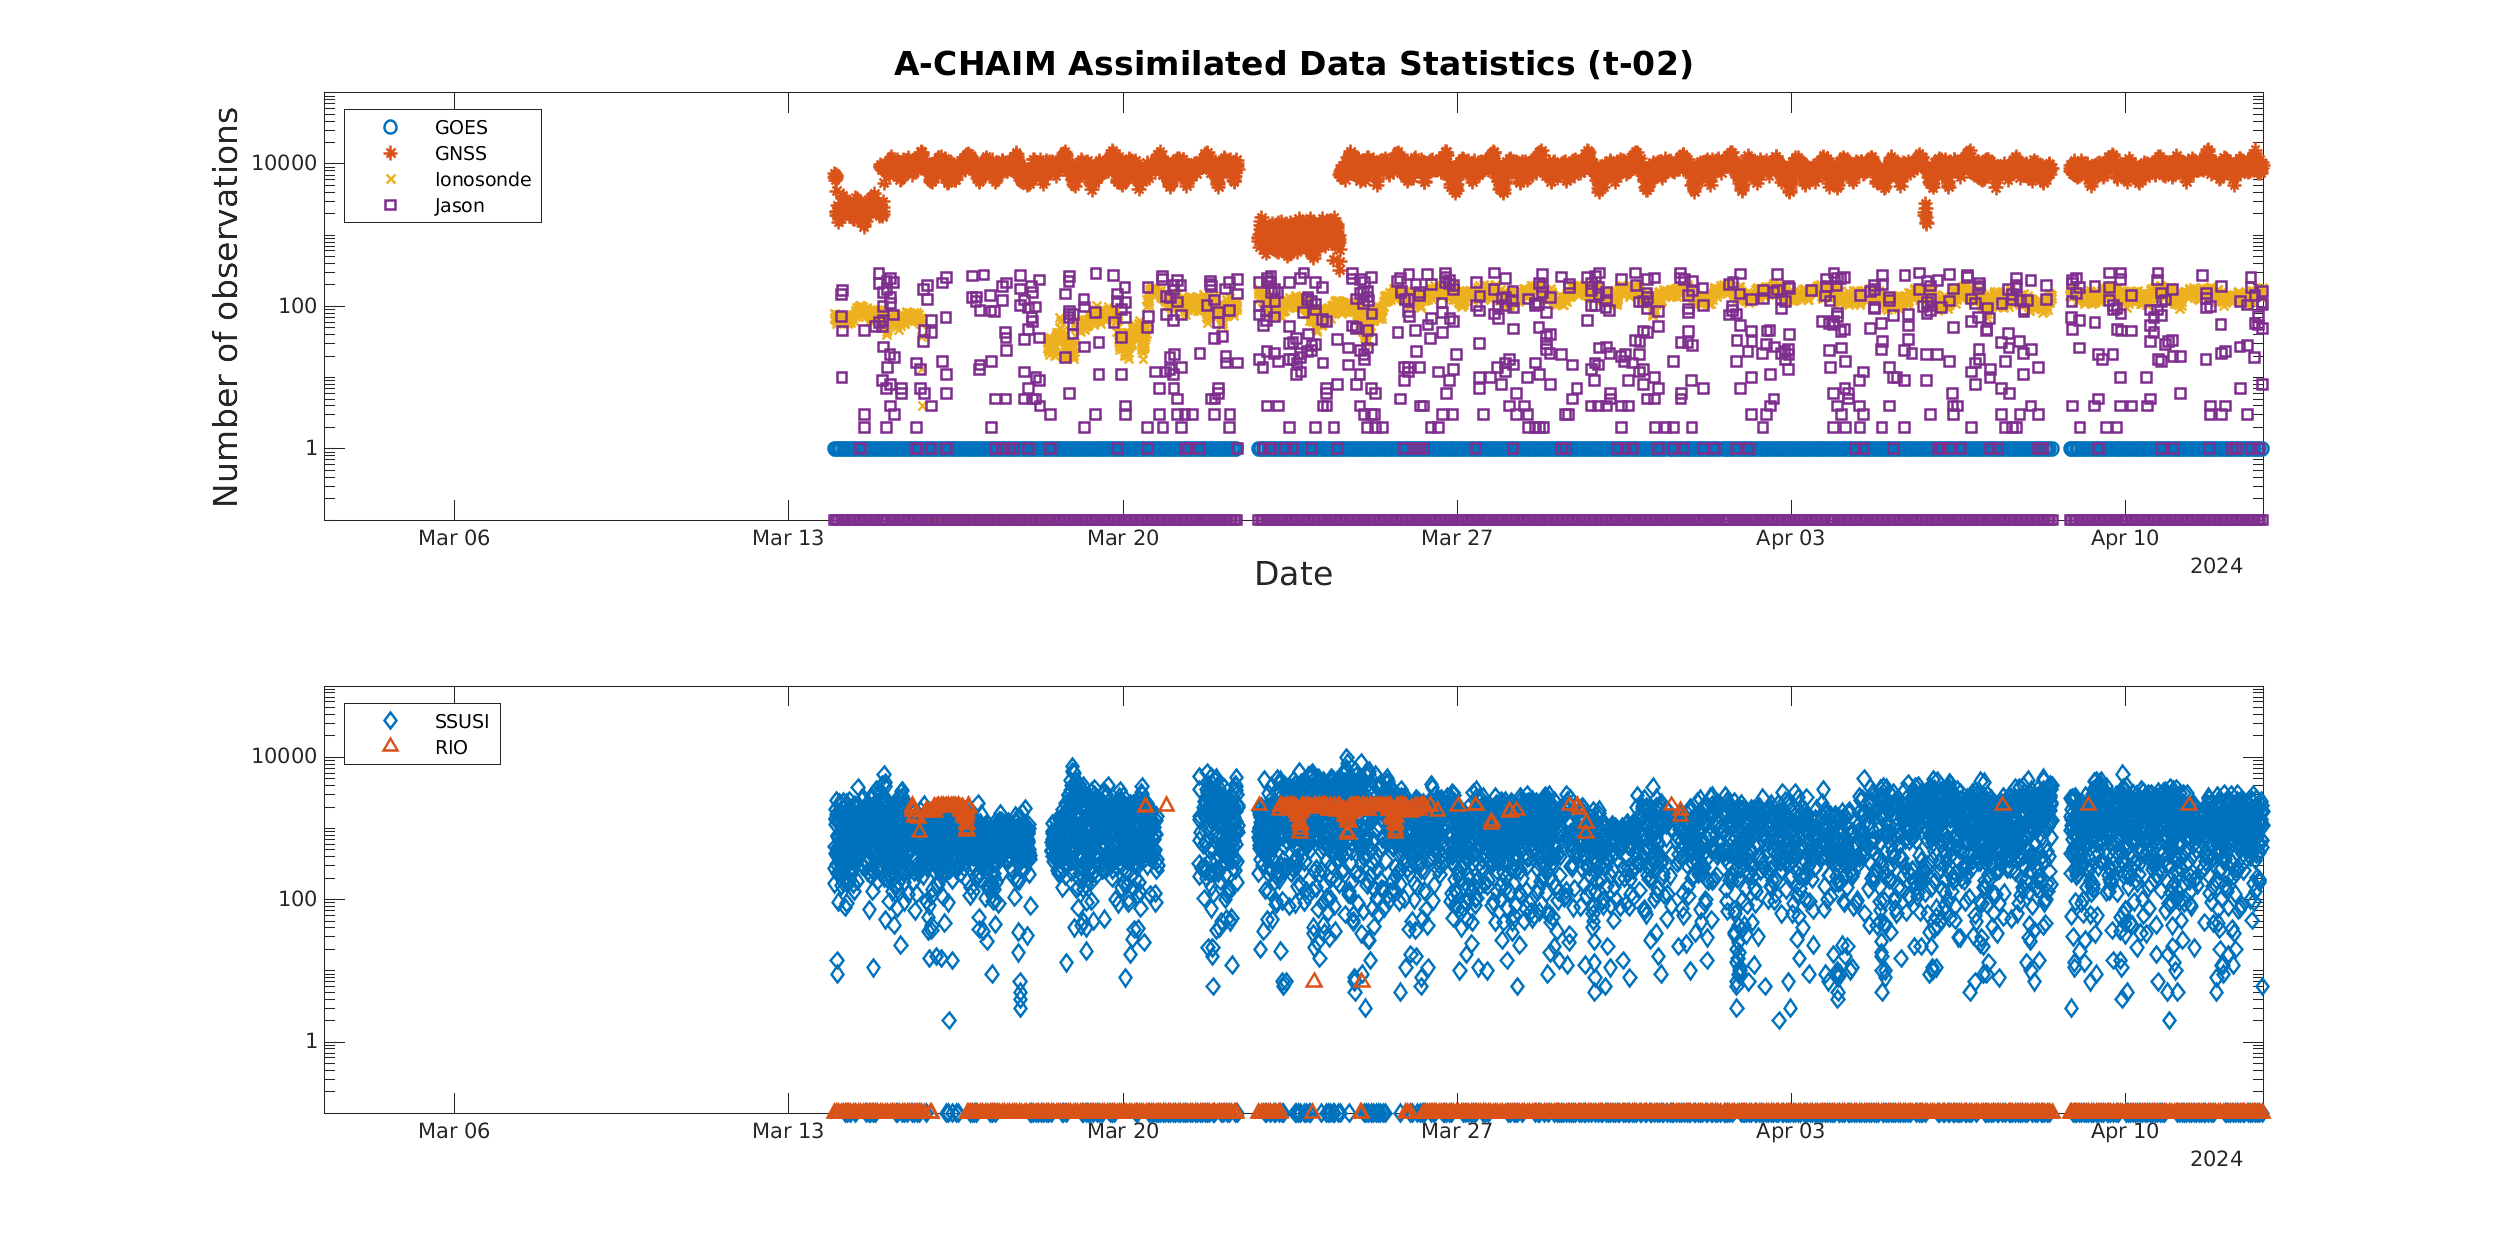 A-CHAIM Assimilated Data Statistics (t-02)
Number of observations
10000
100
1
GOES
GNSS
Ionosonde
Jason
Mar 06
Mar 13
Mar 20
Mar 27
Apr 03
Apr 10
2024
Date
10000
100
1
SSUSI
RIO
Mar 06
Mar 13
Mar 20
Mar 27
Apr 03
Apr 10
2024